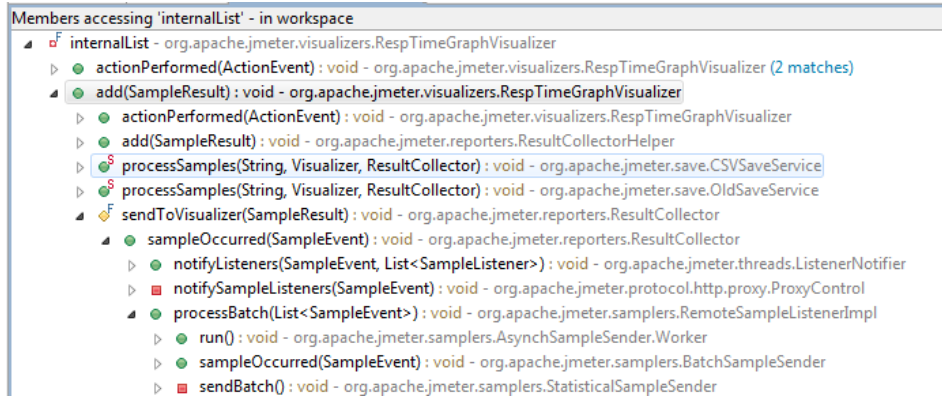 Members accessing 'internalList' - in workspace
F internalList - org.apache.jmeter.visualizers.RespTimeGraphVisualizer
actionPerformed(ActionEvent) : void - org.apache.jmeter.visualizers.RespTimeGraphVisualizer (2 matches)
add(SampleResult) : void - org.apache.jmeter.visualizers.RespTimeGraphVisualizer
actionPerformed(ActionEvent) : void - org.apache.jmeter.visualizers.RespTimeGraphVisualizer
add(SampleResult) : void - org.apache.jmeter.reporters.ResultCollectorHelper
S processSamples(String, Visualizer, ResultCollector) : void - org.apache.jmeter.save.CSVSaveService
S processSamples(String, Visualizer, ResultCollector) : void - org.apache.jmeter.save.OldSaveService
F sendToVisualizer(SampleResult) : void - org.apache.jmeter.reporters.ResultCollector
sampleOccurred(SampleEvent) : void - org.apache.jmeter.reporters.ResultCollector
notifyListeners(SampleEvent, List<SampleListener>) : void - org.apache.jmeter.threads.ListenerNotifier
notifySampleListeners(SampleEvent) : void - org.apache.jmeter.protocol.http.proxy.ProxyControl
processBatch(List<SampleEvent>) : void - org.apache.jmeter.samplers.RemoteSampleListenerImpl
run() : void - org.apache.jmeter.samplers.AsynchSampleSender.Worker
sampleOccurred(SampleEvent) : void - org.apache.jmeter.samplers.BatchSampleSender
sendBatch() : void - org.apache.jmeter.samplers.StatisticalSampleSender